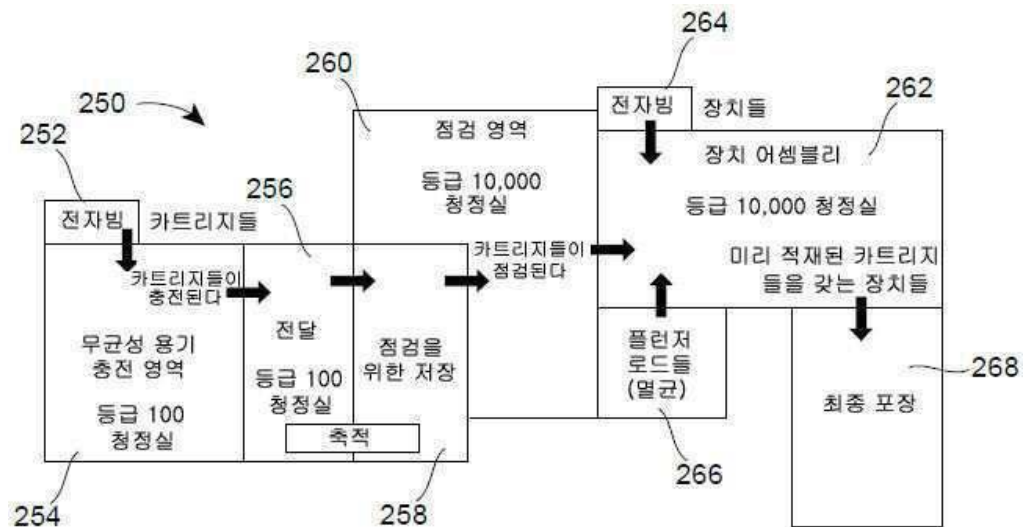 264
260
262
250
전자빔 장치들
252
점검 영역
장치 어셈블리
256
등급 10,000
청정실
등급 10,000 청정실
전자빔 카트리지들
카트리지들이
점검된다
미리 적재된 카트리지
들을 갖는 장치들
카트리지들이
충전된다
전달
무균성 용기
충전 영역
점검을
위한 저장
플런저
로드들
(멸균)
등급 100
청정실
268
등급 100
청정실
최종 포장
축적
254
258
266